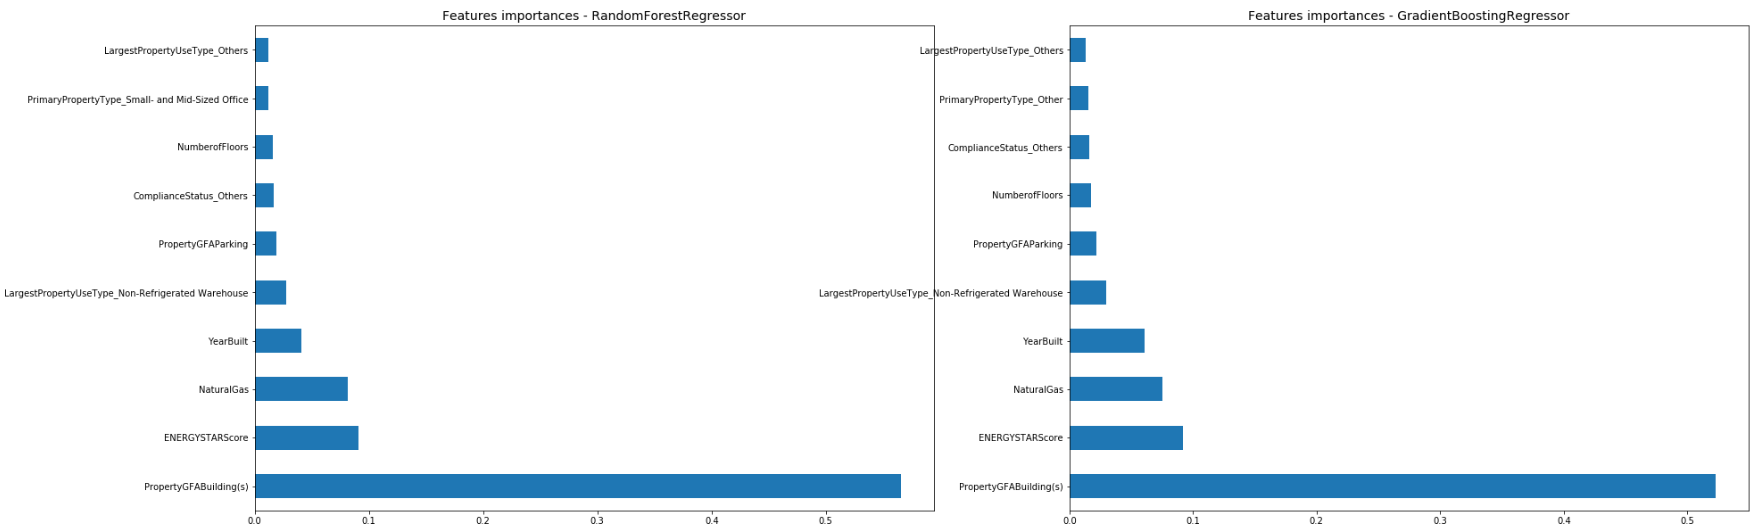 Features importances - RandomForestRegressor
LargestPropertyUseType_Others
PrimaryPropertyType_Small- and Mid-Sized Office
NumberofFloors
ComplianceStatus_Others
PropertyGFAParking
LargestPropertyUseType_Non-Refrigerated Warehouse
YearBuilt
NaturalGas
ENERGYSTARScore
PropertyGFABuilding(s)
0.0 0.1 0.2 0.3 0.4 0.5
Features importances - GradientBoostingRegressor
LargestPropertyUseType_Others
PrimaryPropertyType_Other
ComplianceStatus_Others
NumberofFloors
PropertyGFAParking
LargestPropertyUseType_Non-Refrigerated Warehouse
YearBuilt
NaturalGas
ENERGYSTARScore
PropertyGFABuilding(s)
0.0 0.1 0.2 0.3 0.4 0.5